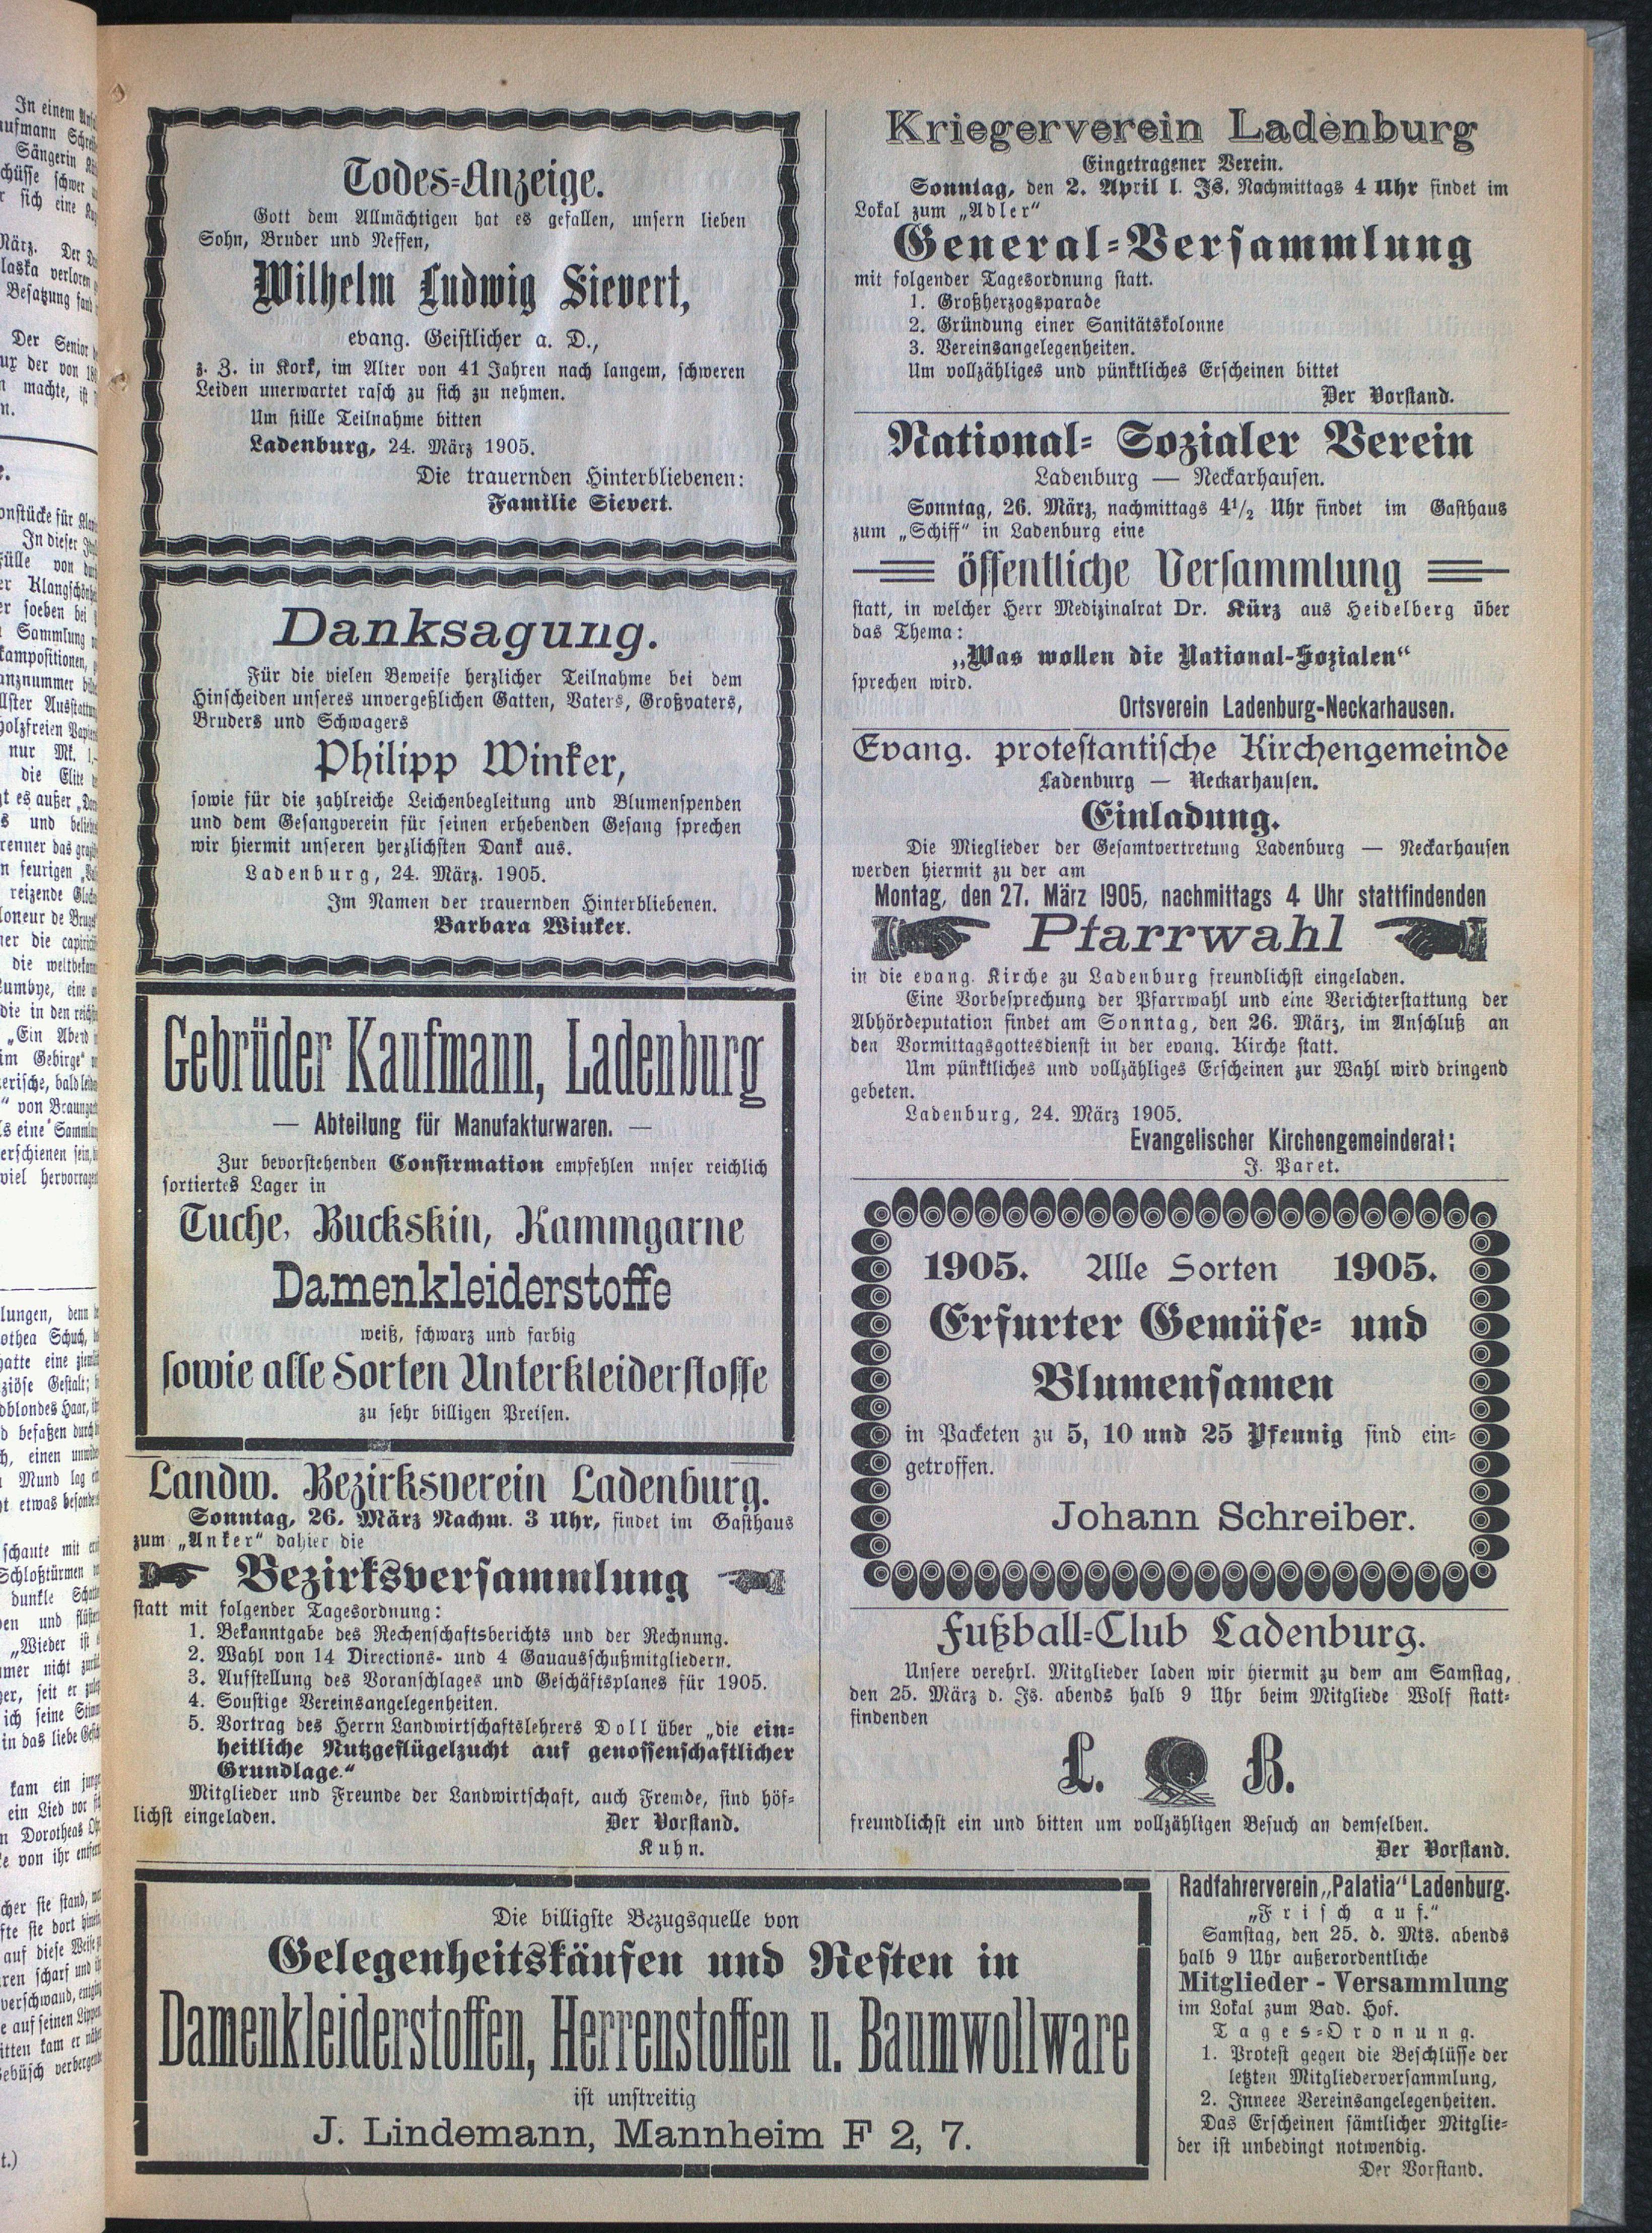 Todes-Anzeige.
Gott dem Allmächtigen hat es gefallen, unsern lieben
Sohn, Bruder und Neffen,
Wilhelm Ludwig Sievert,
evang. Geistlicher a. D.,
z. Z. in Kork, im Alter von 41 Jahren nach langem, schweren
Leiden unerwartet rasch zu sich zu nehmen.
Um stille Teilnahme bitten
Ladenburg, 24. März 1905.
Die trauernden Hinterbliebenen:
Familie Sievert.
Danksagung.
Für die vielen Beweise herzlicher Teilnahme bei dem
Hinscheiden unseres unvergeßlichen Gatten, Vaters, Großvaters,
Bruders und Schwagers
Philipp Winker,
sowie für die zahlreiche Leichenbegleitung und Blumenspenden
und dem Gesangverein für seinen erhebenden Gesang sprechen
wir hiermit unseren herzlichsten Dank aus.
Ladenburg, 24. März. 1905.
Im Namen der trauernden Hinterbliebenen.
Barbara Winker.
Gebrüder Kaufmann, Ladenburg
— Abteilung für Manufakturwaren. —
Zur bevorstehenden Confirmation empfehlen unser reichlich
sortiertes Lager in
Tuche, Buckskin, Kammgarne
Damenkleiderstoffe
weiß, schwarz und farbig
sowie alle Sorten Unterkleiderstoffe
zu sehr billigen Preisen.
Landw. Bezirksverein Ladenburg.
Sonntag, 26. März Nachm. 3 Uhr, findet im Gasthaus
zum „Anker“ dahier die
Bezirksversammlung
statt mit folgender Tagesordnung:
1. Bekanntgabe des Rechenschaftsberichts und der Rechnung.
2. Wahl von 14 Directions- und 4 Gauausschußmitgliedern.
3. Aufstellung des Voranschlages und Geschäftsplanes für 1905.
4. Sonstige Vereinsangelegenheiten.
5. Vortrag des Herrn Landwirtschaftslehrers Doll über „die ein-
heitliche Nutzgeflügelzucht auf genossenschaftlicher
Grundlage.“
Mitglieder und Freunde der Landwirtschaft, auch Fremde, sind höf-
lichst eingeladen.
Der Vorstand.
Kuhn.
Kriegerverein Ladenburg
Eingetragener Verein.
Sonntag, den 2. April l. Js. Nachmittags 4 Uhr findet im
Lokal zum „Adler“
General-Versammlung
mit folgender Tagesordnung statt.
1. Großherzogsparade
2. Gründung einer Sanitätskolonne
3. Vereinsangelegenheiten.
Um vollzähliges und pünktliches Erscheinen bittet
Der Vorstand.
National- Sozialer Verein
Ladenburg — Neckarhausen.
Sonntag, 26. März, nachmittags 4½ Uhr findet im Gasthaus
zum „Schiff“ in Ladenburg eine
öffentliche Versammlung
statt, in welcher Herr Medizinalrat Dr. Kürz aus Heidelberg über
das Thema:
„Was wollen die National-Sozialen“
sprechen wird.
Ortsverein Ladenburg-Neckarhausen.
Evang. protestantische Kirchengemeinde
Ladenburg — Neckarhausen.
Einladung.
Die Mieglieder der Gesamtvertretung Ladenburg — Neckarhausen
werden hiermit zu der am
Montag, den 27. März 1905, nachmittags 4 Uhr stattfindenden
Pfarrwahl
in die evang. Kirche zu Ladenburg freundlichst eingeladen.
Eine Vorbesprechung der Pfarrwahl und eine Berichterstattung der
Abhördeputation findet am Sonntag, den 26. März, im Anschluß an
den Vormittagsgottesdienst in der evang. Kirche statt.
Um pünktliches und vollzähliges Erscheinen zur Wahl wird dringend
gebeten.
Ladenburg, 24. März 1905.
Evangelischer Kirchengemeinderat:
J. Paret.
1905. Alle Sorten 1905.
Erfurter Gemüse- und
Blumensamen
in Packeten zu 5, 10 und 25 Pfennig sind ein-
getroffen.
Johann Schreiber.
Fußball-Club Ladenburg.
Unsere verehrl. Mitglieder laden wir hiermit zu dem am Samstag,
den 25. März d. Js. abends halb 9 Uhr beim Mitgliede Wolf statt-
findenden
L. B.
freundlichst ein und bitten um vollzähligen Besuch an demselben.
Der Vorstand.
Die billigste Bezugsquelle von
Gelegenheitskäufen und Resten in
Damenkleiderstoffen, Herrenstoffen u. Baumwollware
ist unstreitig
J. Lindemann, Mannheim F 2, 7.
Radfahrerverein „Palatia“ Ladenburg.
„Frisch auf.“
Samstag, den 25. d. Mts. abends
halb 9 Uhr außerordentliche
Mitglieder - Versammlung
im Lokal zum Bad. Hof.
Tages-Ordnung.
1. Protest gegen die Beschlüsse der
letzten Mitgliederversammlung,
2. Inneee Vereinsangelegenheiten.
Das Erscheinen sämtlicher Mitglie-
der ist unbedingt notwendig.
Der Vorstand.